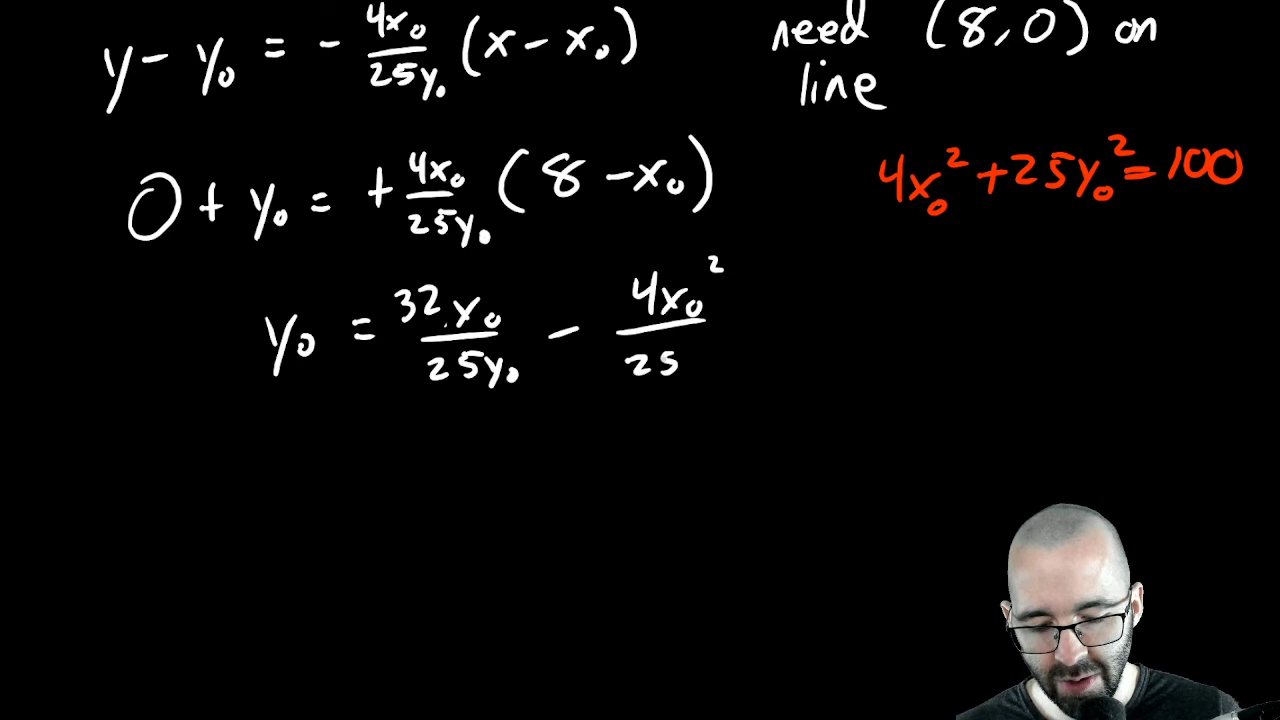 y - y₀ = - 4x₀/25y₀ (x - x₀)
need (8, 0) on
line
4x₀² + 25y₀² = 100
0 + y₀ = + 4x₀/25y₀ (8 - x₀)
y₀ = 32x₀/25y₀ - 4x₀²/25